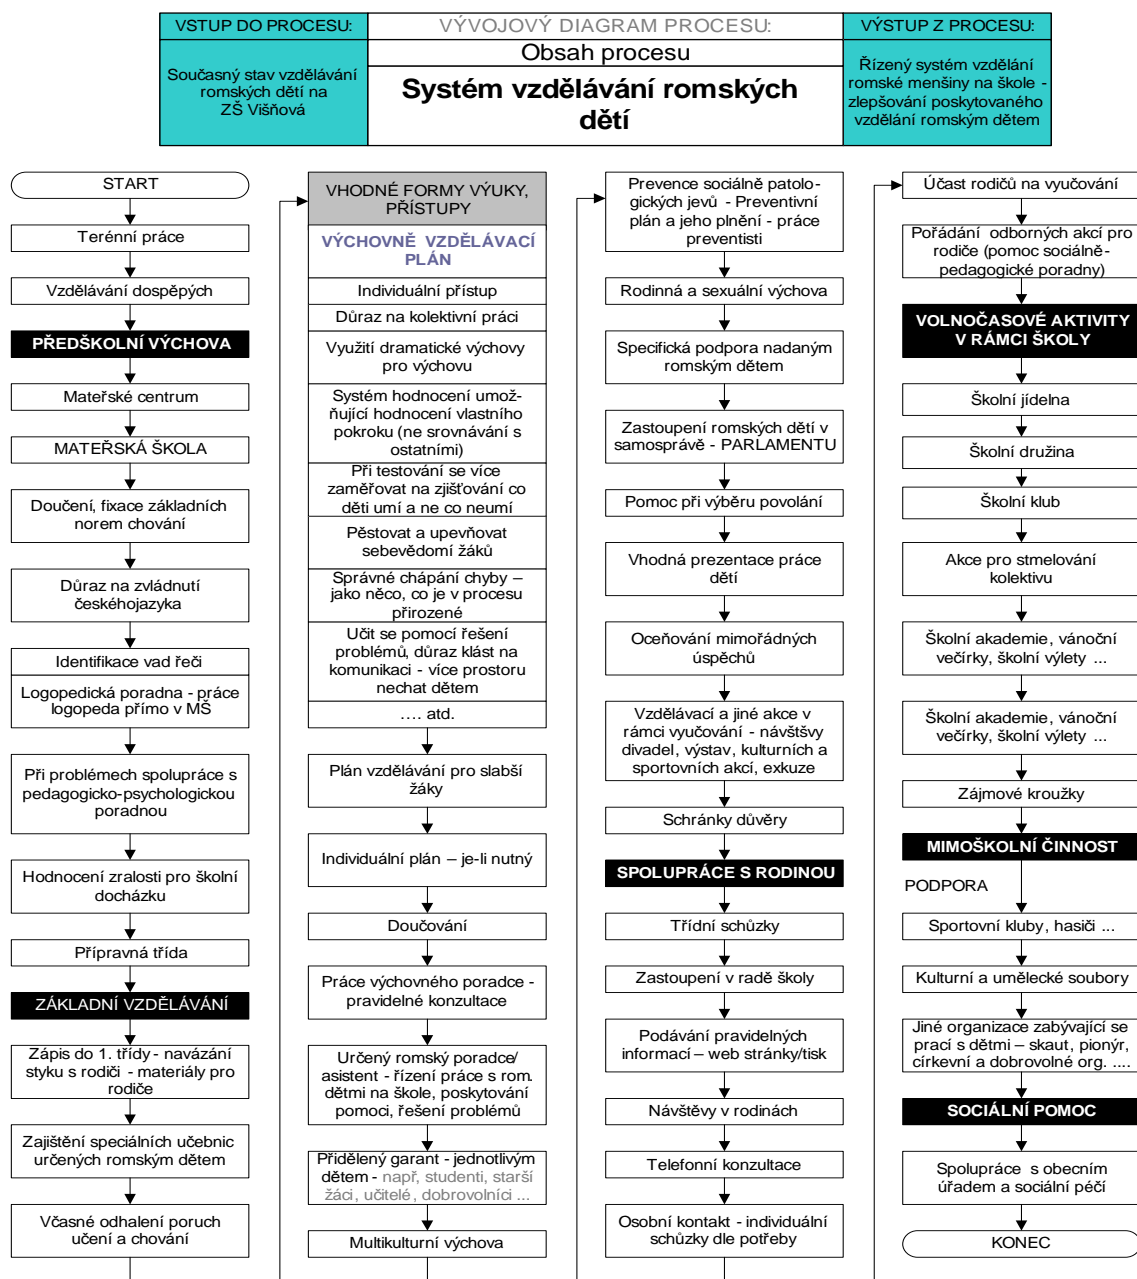 VSTUP DO PROCESU:
Současný stav vzdělávání
romských dětí na
ZŠ Višňová
VÝVOJOVÝ DIAGRAM PROCESU:
Obsah procesu
Systém vzdělávání romských
dětí
VÝSTUP Z PROCESU:
Řízený systém vzdělání
romské menšiny na škole -
zlepšování poskytovaného
vzdělání romským dětem
START
Terénní práce
Vzdělávání dospěpých
PŘEDŠKOLNÍ VÝCHOVA
Mateřské centrum
MATEŘSKÁ ŠKOLA
Doučení, fixace základních
norem chování
Důraz na zvládnutí
českéhojazyka
Identifikace vad řeči
Logopedická poradna - práce
logopeda přímo v MŠ
Při problémech spolupráce s
pedagogicko-psychologickou
poradnou
Hodnocení zralosti pro školní
docházku
Přípravná třída
ZÁKLADNÍ VZDĚLÁVÁNÍ
Zápis do 1. třídy - navázání
styku s rodiči - materiály pro
rodiče
Zajištění speciálních učebnic
určených romským dětem
Včasné odhalení poruch
učení a chování
VHODNÉ FORMY VÝUKY,
PŘÍSTUPY
VÝCHOVNĚ VZDĚLÁVACÍ
PLÁN
Individuální přístup
Důraz na kolektivní práci
Využití dramatické výchovy
pro výchovu
Systém hodnocení umož-
ňující hodnocení vlastního
pokroku (ne srovnávání s
ostatními)
Při testování se více
zaměřovat na zjišťování co
děti umí a ne co neumí
Pěstovat a upevňovat
sebevědomí žáků
Správné chápání chyby –
jako něco, co je v procesu
přirozené
Učit se pomocí řešení
problémů, důraz klást na
komunikaci - více prostoru
nechat dětem
.... atd.
Plán vzdělávání pro slabší
žáky
Individuální plán – je-li nutný
Doučování
Práce výchovného poradce -
pravidelné konzultace
Určený romský poradce/
asistent - řízení práce s rom.
dětmi na škole, poskytování
pomoci, řešení problémů
Přidělený garant - jednotlivým
dětem - např, studenti, starší
žáci, učitelé, dobrovolníci ...
Multikulturní výchova
Prevence sociálně patolo-
gických jevů - Preventivní
plán a jeho plnění - práce
preventisti
Rodinná a sexuální výchova
Specifická podpora nadaným
romským dětem
Zastoupení romských dětí v
samosprávě - PARLAMENTU
Pomoc při výběru povolání
Vhodná prezentace práce
dětí
Oceňování mimořádných
úspěchů
Vzdělávací a jiné akce v
rámci vyučování - návštšvy
divadel, výstav, kulturních a
sportovních akcí, exkuze
Schránky důvěry
SPOLUPRÁCE S RODINOU
Třídní schůzky
Zastoupení v radě školy
Podávání pravidelných
informací – web stránky/tisk
Návštěvy v rodinách
Telefonní konzultace
Osobní kontakt - individuální
schůzky dle potřeby
Účast rodičů na vyučování
Pořádání odborných akcí pro
rodiče (pomoc sociálně-
pedagogické poradny)
VOLNOČASOVÉ AKTIVITY
V RÁMCI ŠKOLY
Školní jídelna
Školní družina
Školní klub
Akce pro stmelování
kolektivu
Školní akademie, vánoční
večírky, školní výlety ...
Školní akademie, vánoční
večírky, školní výlety ...
Zájmové kroužky
MIMOŠKOLNÍ ČINNOST
PODPORA
Sportovní kluby, hasiči ...
Kulturní a umělecké soubory
Jiné organizace zabývající se
prací s dětmi – skaut, pionýr,
církevní a dobrovolné org. ....
SOCIÁLNÍ POMOC
Spolupráce s obecním
úřadem a sociální péčí
KONEC